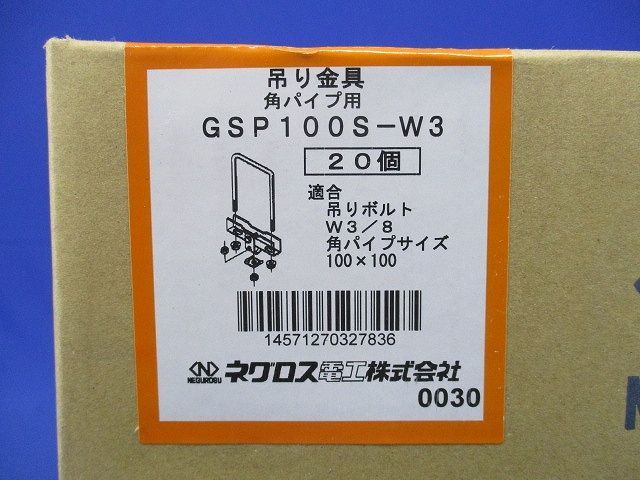 吊り金具
角パイプ用
GSP100S-W3
20個
適合
吊りボルト
W3/8
角パイプサイズ
100×100
14571270327836
NEGUROSU
ネグロス電工株式会社
0030